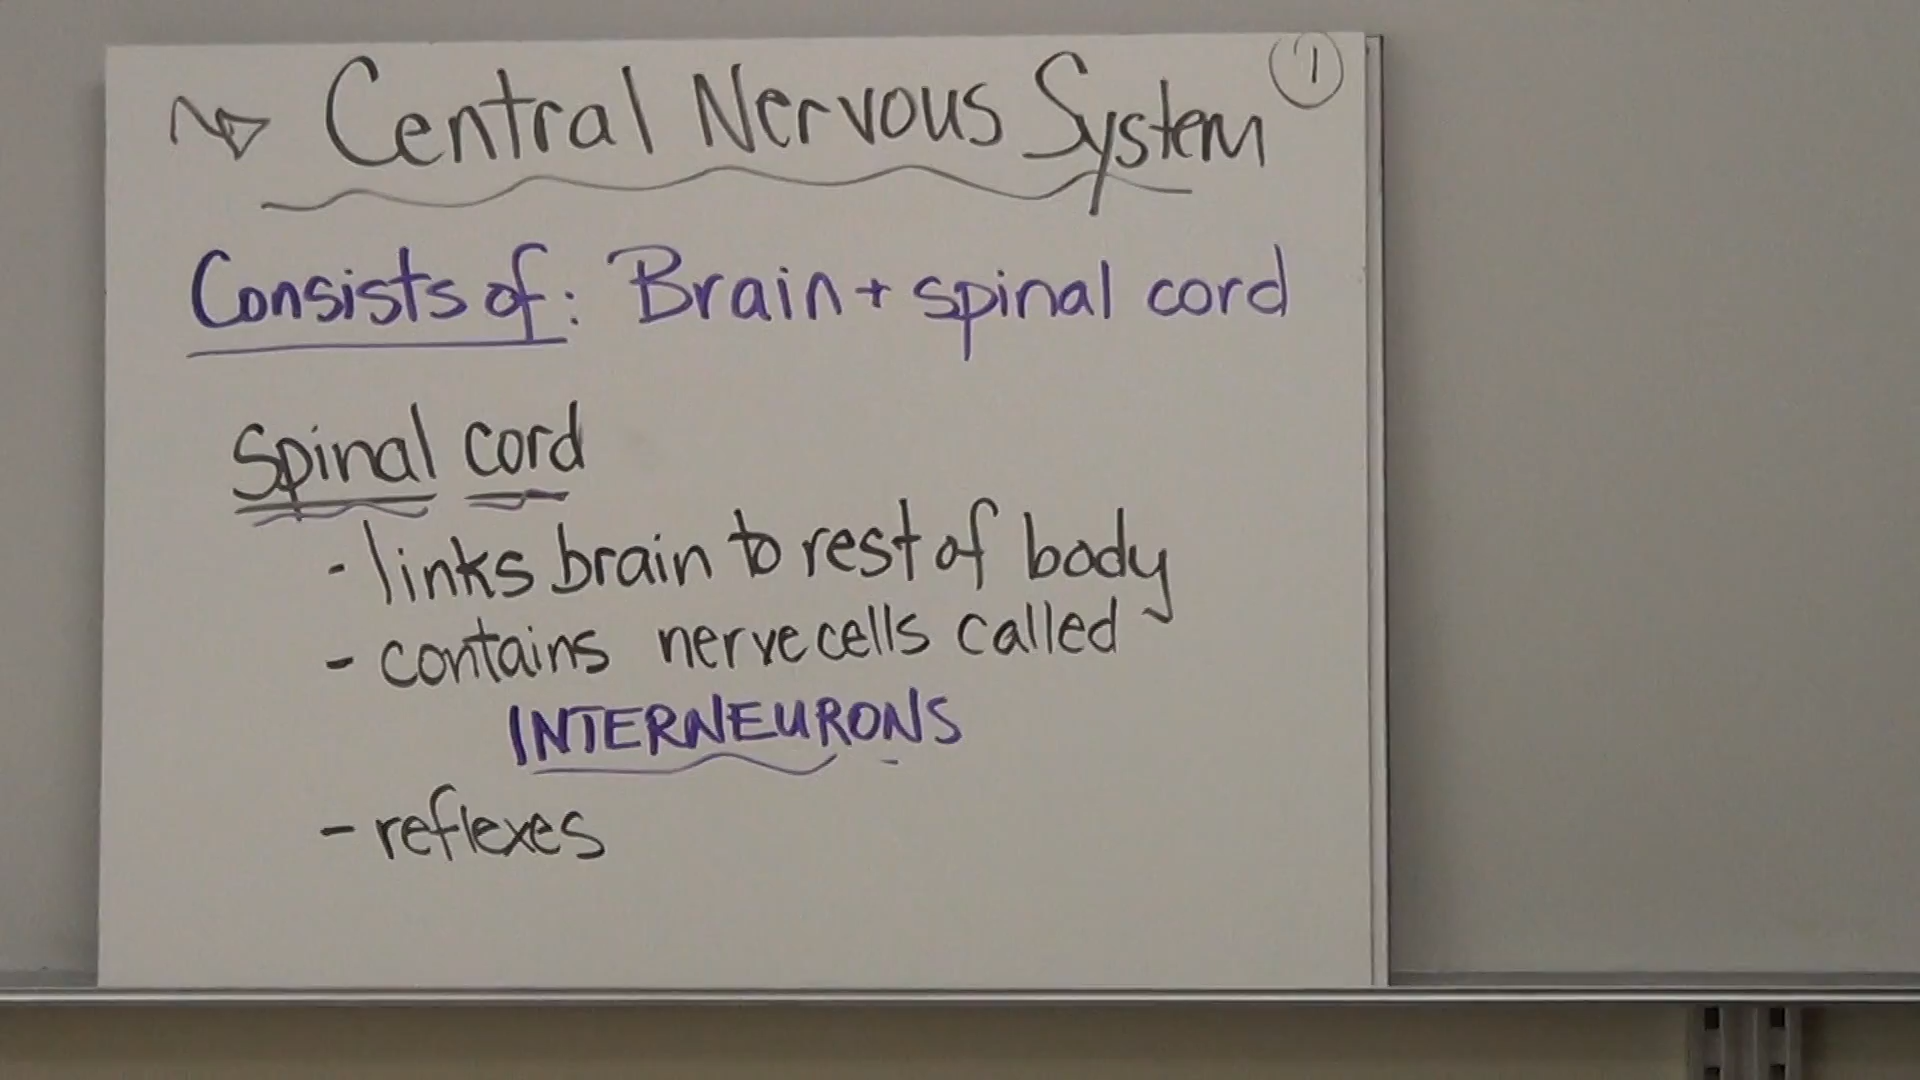 Central Nervous System 1
Consists of: Brain + spinal cord
Spinal cord
- links brain to rest of body
- contains nerve cells called
INTERNEURONS
- reflexes